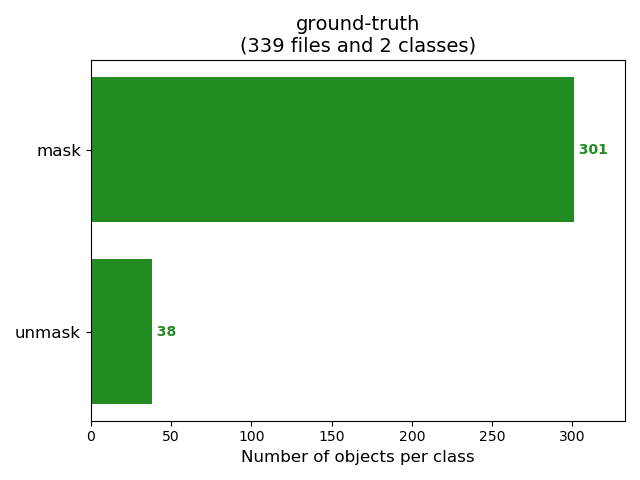 ground-truth
(339 files and 2 classes)
mask
301
unmask
38
0 50 100 150 200 250 300
Number of objects per class